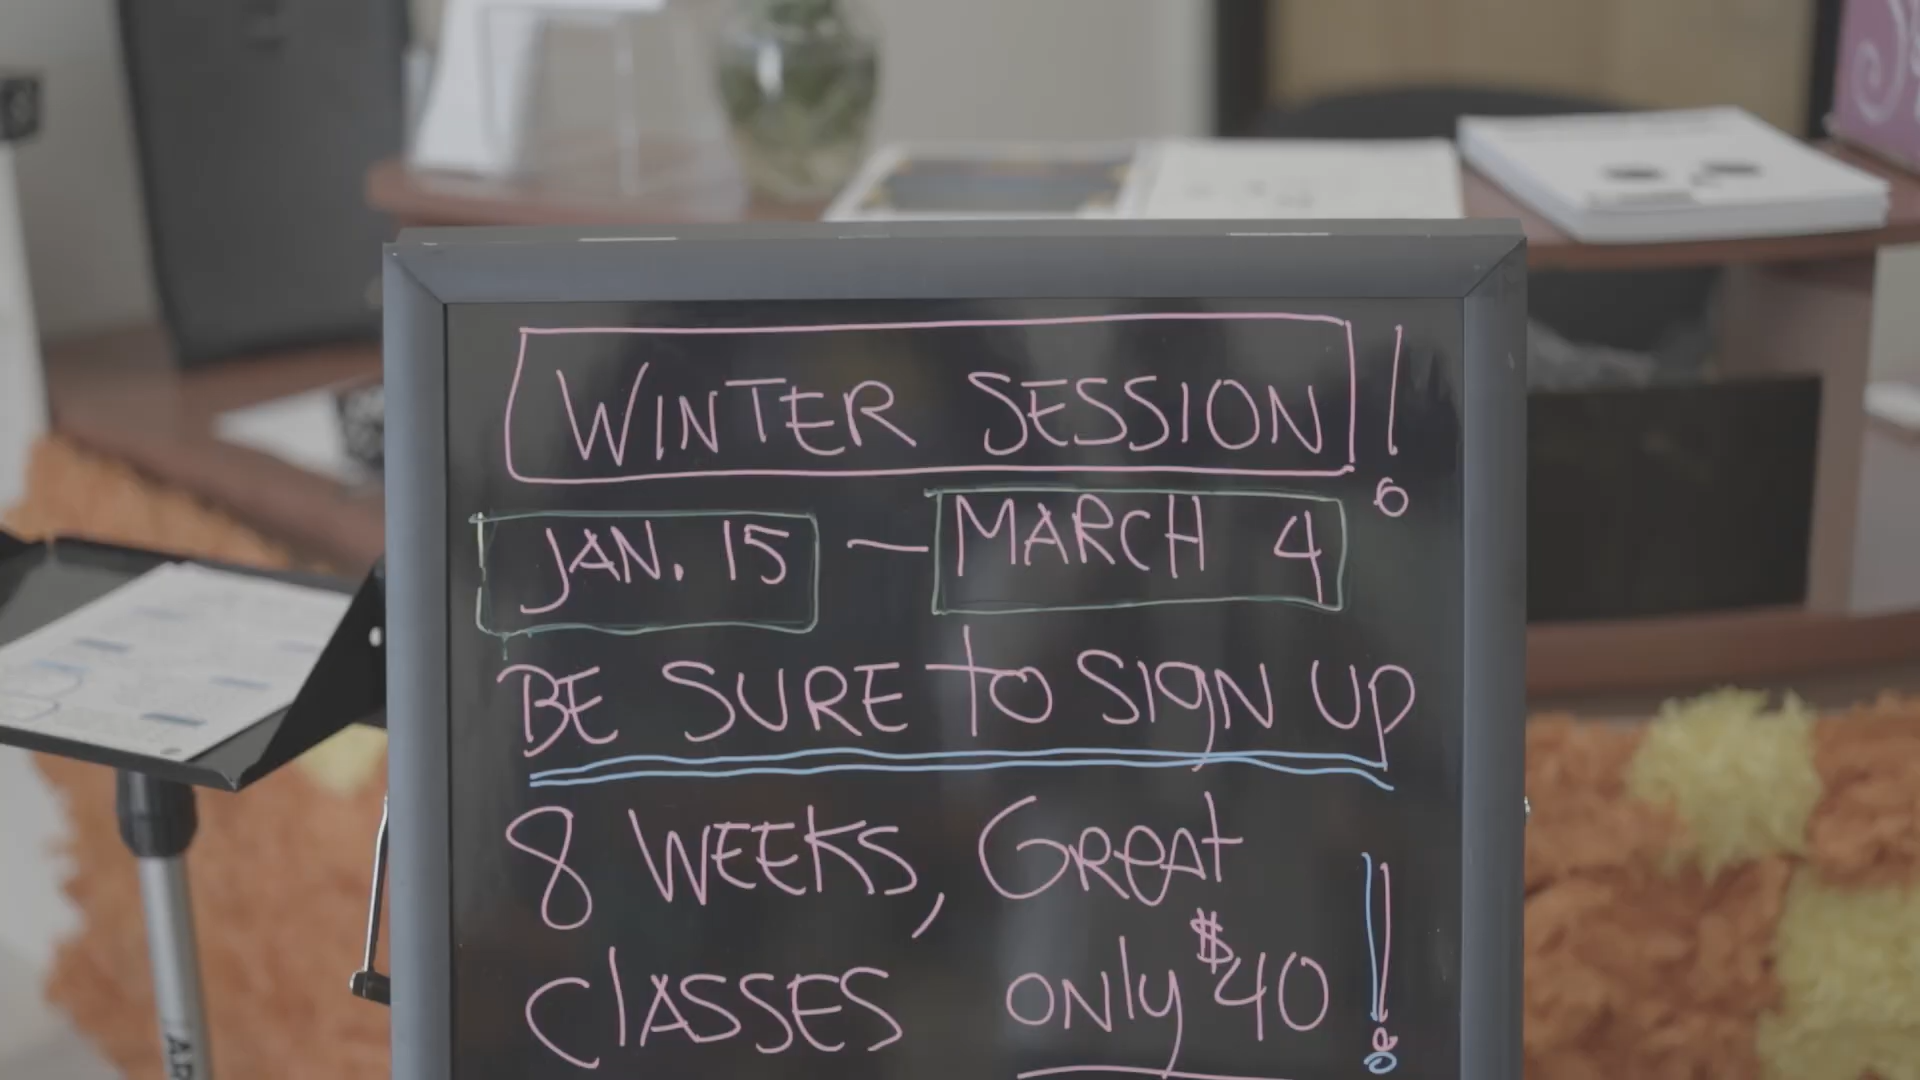 WINTER SESSION!
JAN. 15 — MARCH 4
BE SURE to SIgN UP
8 WEEKS, GReat
ClASSES only $40!